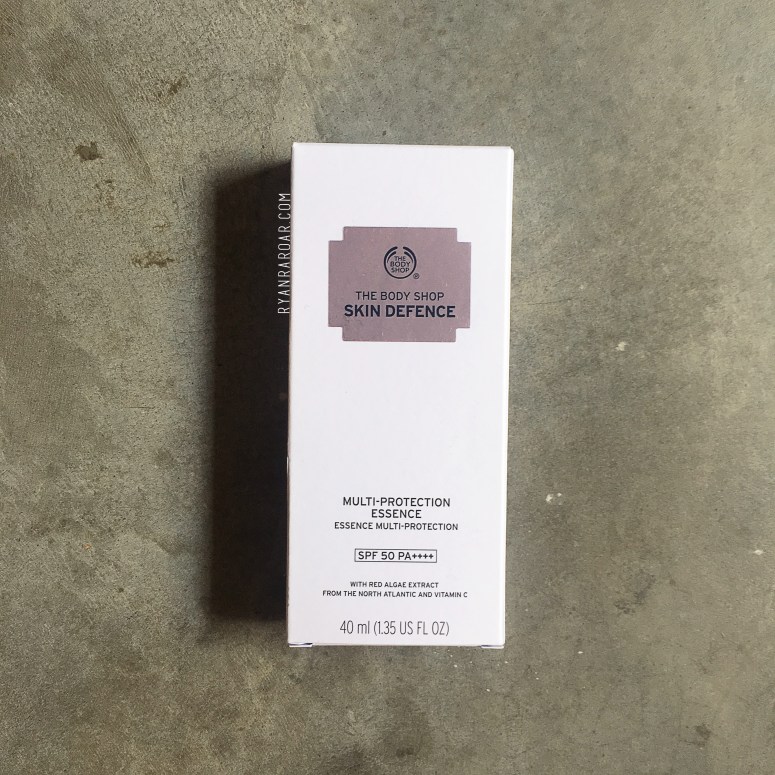 RYANRAROAR.COM
THE
BODY
SHOP
®
THE BODY SHOP
SKIN DEFENCE
MULTI-PROTECTION
ESSENCE
ESSENCE MULTI-PROTECTION
SPF 50 PA++++
WITH RED ALGAE EXTRACT
FROM THE NORTH ATLANTIC AND VITAMIN C
40 ml (1.35 US FL OZ)